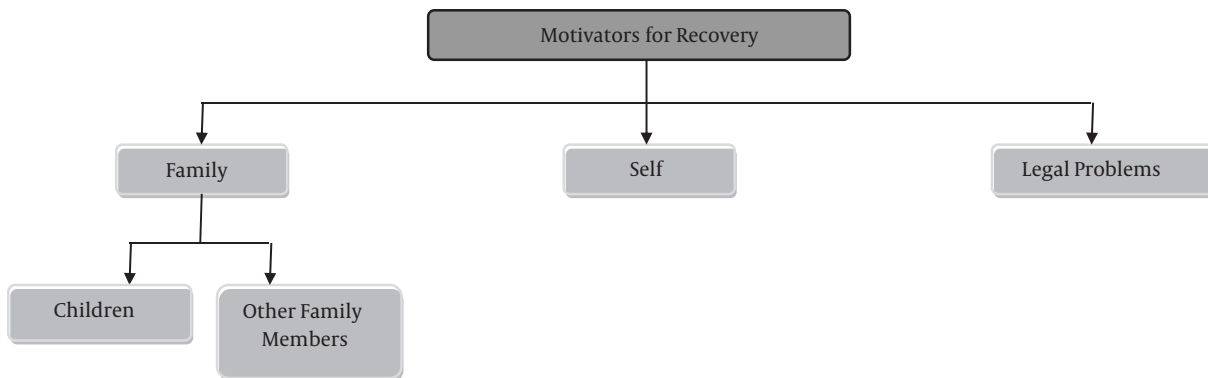 Motivators for Recovery
Family
Self
Legal Problems
Children
Other Family
Members